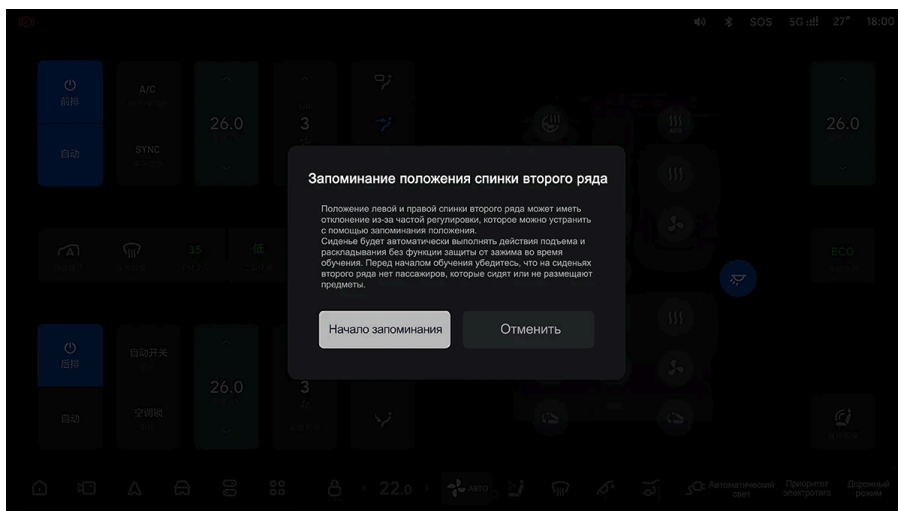 SOS 5G 27° 18:00
前排
A/C
26.0
3
26.0
自动
SYNC
Запоминание положения спинки второго ряда
Положение левой и правой спинки второго ряда может иметь
отклонение из-за частой регулировки, которое можно устранить
с помощью запоминания положения.
Сиденье будет автоматически выполнять действия подъема и
раскладывания без функции защиты от зажима во время
обучения. Перед началом обучения убедитесь, что на сиденьях
второго ряда нет пассажиров, которые сидят или не размещают
предметы.
35
低
ECO
Начало запоминания
Отменить
后排
自动开关
26.0
3
自动
空调锁
22.0
АВТО
Автоматический свет
Приоритет электротяга
Дорожный режим